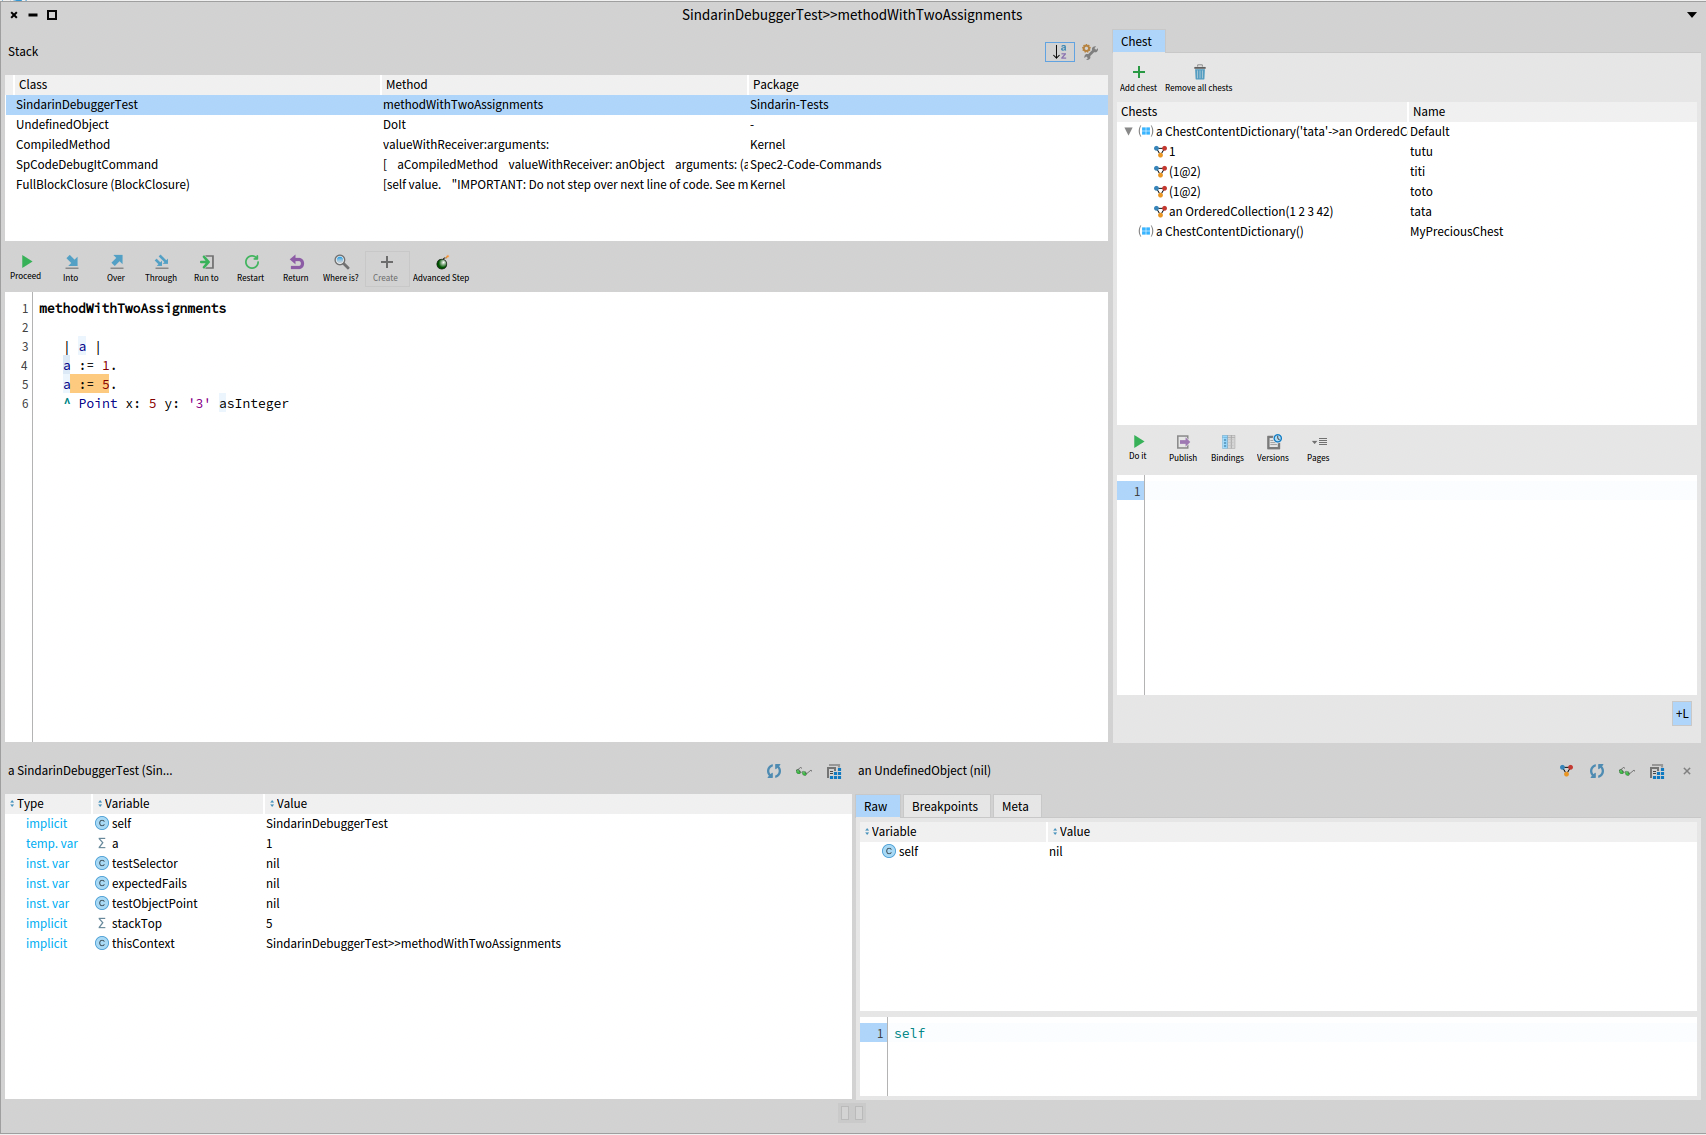 SindarinDebuggerTest>>methodWithTwoAssignments
Stack
Class Method Package
SindarinDebuggerTest methodWithTwoAssignments Sindarin-Tests
UndefinedObject DoIt -
CompiledMethod valueWithReceiver:arguments: Kernel
SpCodeDebugItCommand [ aCompiledMethod valueWithReceiver: anObject arguments: (a Spec2-Code-Commands
FullBlockClosure (BlockClosure) [self value. "IMPORTANT: Do not step over next line of code. See m Kernel
Proceed Into Over Through Run to Restart Return Where is? Create Advanced Step
1 methodWithTwoAssignments
2
3 | a |
4 a := 1.
5 a := 5.
6 ^ Point x: 5 y: '3' asInteger
Chest
Add chest Remove all chests
Chests Name
a ChestContentDictionary('tata'->an OrderedC Default
1 tutu
(1@2) titi
(1@2) toto
an OrderedCollection(1 2 3 42) tata
a ChestContentDictionary() MyPreciousChest
Do it Publish Bindings Versions Pages
1
+L
a SindarinDebuggerTest (Sin...
Type Variable Value
implicit self SindarinDebuggerTest
temp. var a 1
inst. var testSelector nil
inst. var expectedFails nil
inst. var testObjectPoint nil
implicit stackTop 5
implicit thisContext SindarinDebuggerTest>>methodWithTwoAssignments
an UndefinedObject (nil)
Raw Breakpoints Meta
Variable Value
self nil
1 self